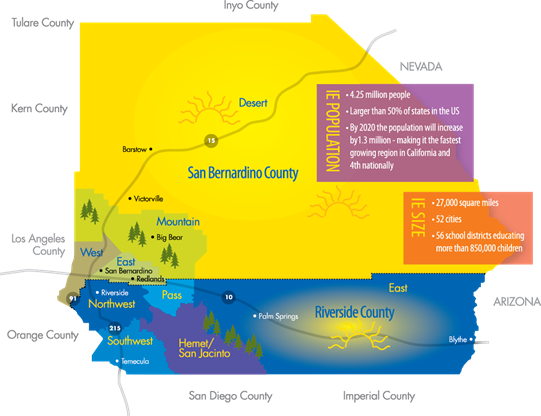 Inyo County
Tulare County
NEVADA
Kern County
Desert
IE POPULATION
• 4.25 million people
• Larger than 50% of states in the US
• By 2020 the population will increase
by1.3 million - making it the fastest
growing region in California and
4th nationally
15
Barstow
San Bernardino County
Victorville
IE SIZE
• 27,000 square miles
• 52 cities
• 56 school districts educating
more than 850,000 children
Mountain
Big Bear
Los Angeles
County
West
East
San Bernardino
Redlands
East
91
Riverside
Northwest
Pass
10
Riverside County
ARIZONA
Palm Springs
Orange County
215
Southwest
Hemet/
San Jacinto
Blythe
Temecula
San Diego County
Imperial County